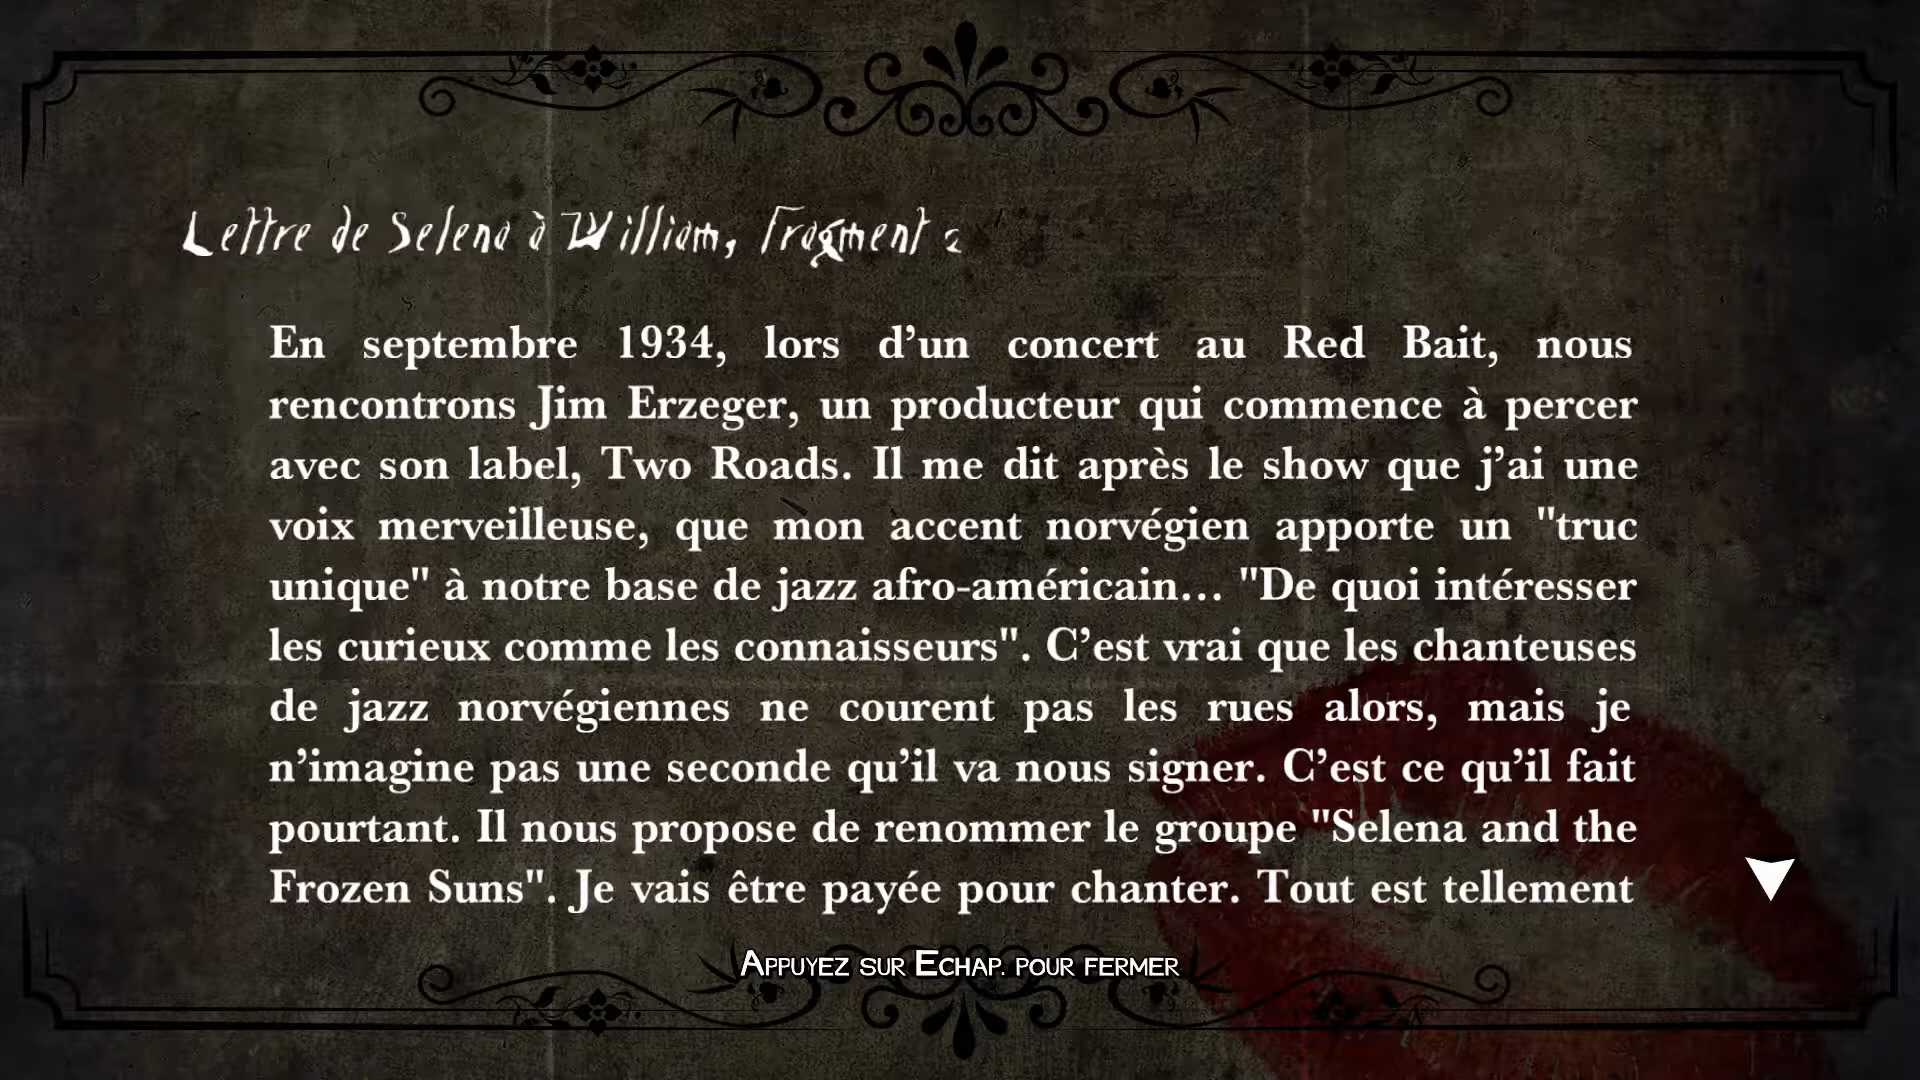 Lettre de Selena à William, Fragment 2
En septembre 1934, lors d’un concert au Red Bait, nous
rencontrons Jim Erzeger, un producteur qui commence à percer
avec son label, Two Roads. Il me dit après le show que j’ai une
voix merveilleuse, que mon accent norvégien apporte un "truc
unique" à notre base de jazz afro-américain… "De quoi intéresser
les curieux comme les connaisseurs". C’est vrai que les chanteuses
de jazz norvégiennes ne courent pas les rues alors, mais je
n’imagine pas une seconde qu’il va nous signer. C’est ce qu’il fait
pourtant. Il nous propose de renommer le groupe "Selena and the
Frozen Suns". Je vais être payée pour chanter. Tout est tellement
Appuyez sur Echap. pour fermer